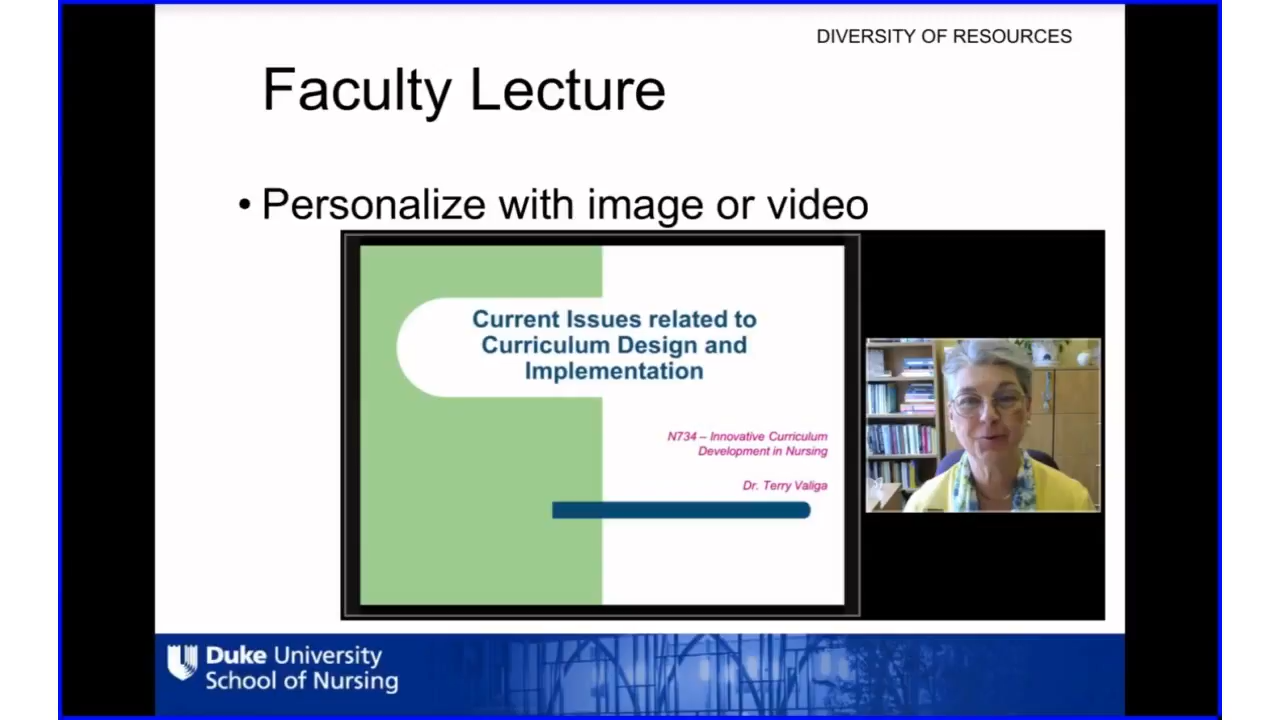 DIVERSITY OF RESOURCES
Faculty Lecture
• Personalize with image or video
Current Issues related to
Curriculum Design and
Implementation
N734 – Innovative Curriculum
Development in Nursing
Dr. Terry Valiga
Duke University
School of Nursing